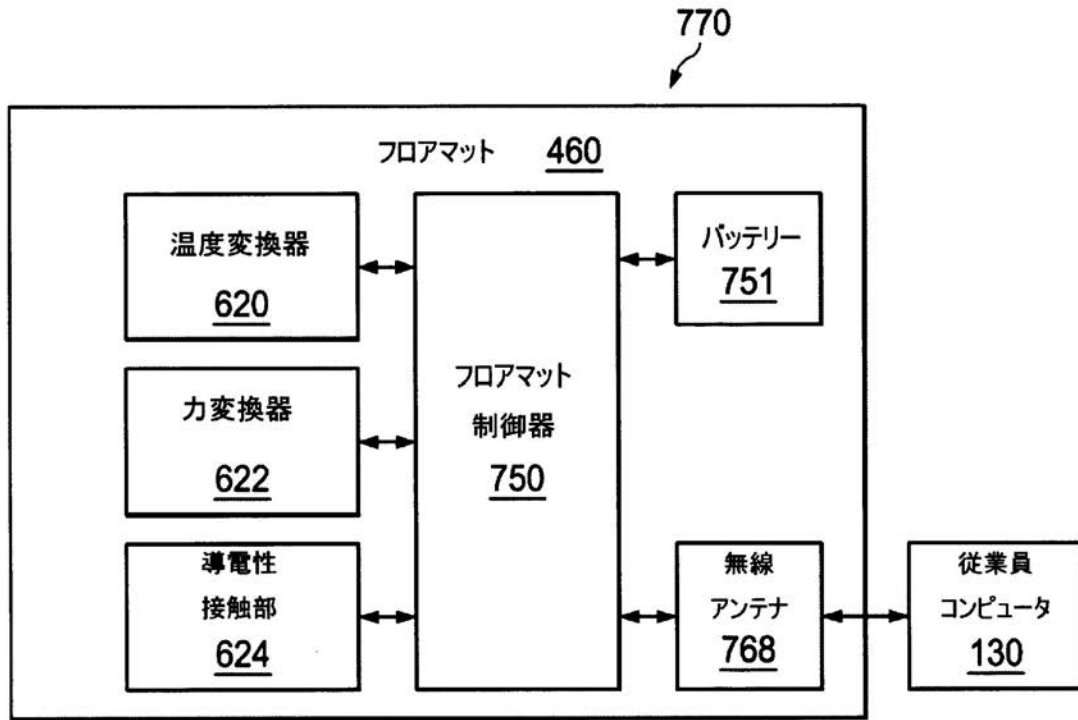 770
フロアマット 460
温度変換器
620
力変換器
622
導電性
接触部
624
フロアマット
制御器
750
バッテリー
751
無線
アンテナ
768
従業員
コンピュータ
130